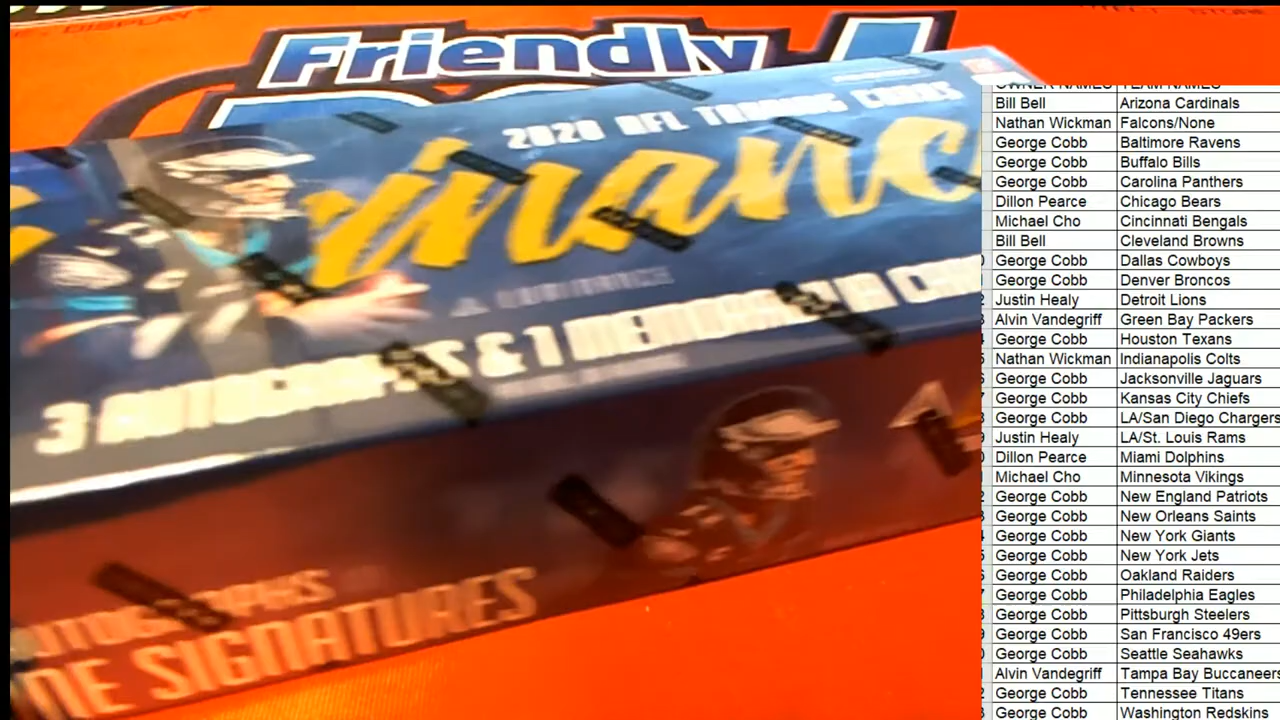 Friendly
2020 NFL TRADING CARDS
3 AUTOGRAPHS & 1 MEMORABILIA CARD
SIGNATURES
OWNER NAMES TEAM NAMES
Bill Bell Arizona Cardinals
Nathan Wickman Falcons/None
George Cobb Baltimore Ravens
George Cobb Buffalo Bills
George Cobb Carolina Panthers
Dillon Pearce Chicago Bears
Michael Cho Cincinnati Bengals
Bill Bell Cleveland Browns
George Cobb Dallas Cowboys
George Cobb Denver Broncos
Justin Healy Detroit Lions
Alvin Vandegriff Green Bay Packers
George Cobb Houston Texans
Nathan Wickman Indianapolis Colts
George Cobb Jacksonville Jaguars
George Cobb Kansas City Chiefs
George Cobb LA/San Diego Chargers
Justin Healy LA/St. Louis Rams
Dillon Pearce Miami Dolphins
Michael Cho Minnesota Vikings
George Cobb New England Patriots
George Cobb New Orleans Saints
George Cobb New York Giants
George Cobb New York Jets
George Cobb Oakland Raiders
George Cobb Philadelphia Eagles
George Cobb Pittsburgh Steelers
George Cobb San Francisco 49ers
George Cobb Seattle Seahawks
Alvin Vandegriff Tampa Bay Buccaneers
George Cobb Tennessee Titans
George Cobb Washington Redskins